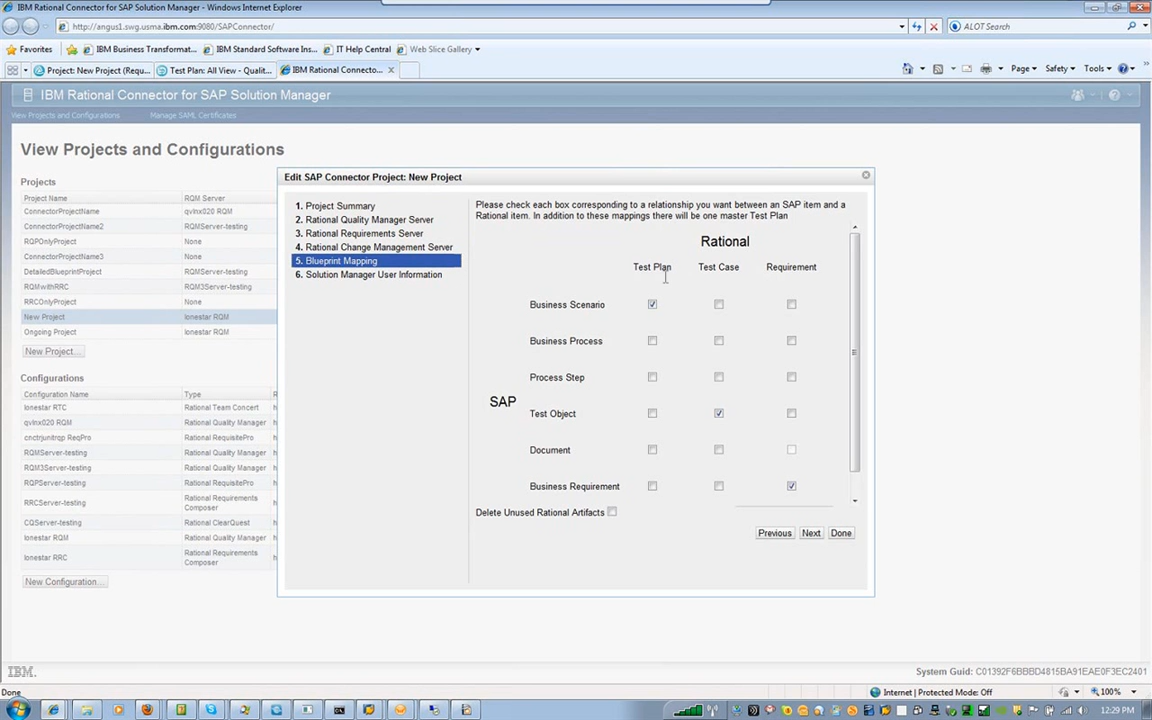 IBM Rational Connector for SAP Solution Manager - Windows Internet Explorer
http://angus1.swg.usma.ibm.com:9080/SAPConnector/
ALOT Search
Favorites
IBM Business Transformat...
IBM Standard Software Ins...
IT Help Central
Web Slice Gallery
Project: New Project (Requ...
Test Plan: All View - Qualit...
IBM Rational Connecto...
Page
Safety
Tools
IBM Rational Connector for SAP Solution Manager
View Projects and Configurations
Manage SAML Certificates
View Projects and Configurations
Projects
Project Name RQM Server
ConnectorProjectName qvlnx020 RQM
ConnectorProjectName2 RQMServer-testing
RQPOnlyProject None
ConnectorProjectName3 None
DetailedBlueprintProject RQMServer-testing
RQMwithRRC RQM3Server-testing
RRCOnlyProject None
New Project lonestar RQM
Ongoing Project lonestar RQM
New Project...
Configurations
Configuration Name Type
lonestar RTC Rational Team Concert
qvlnx020 RQM Rational Quality Manager
cnctrjunitrqp ReqPro Rational RequisitePro
RQMServer-testing Rational Quality Manager
RQM3Server-testing Rational Quality Manager
RQPServer-testing Rational RequisitePro
RRCServer-testing Rational Requirements Composer
CQServer-testing Rational ClearQuest
lonestar RQM Rational Quality Manager
lonestar RRC Rational Requirements Composer
New Configuration...
Edit SAP Connector Project: New Project
1. Project Summary
2. Rational Quality Manager Server
3. Rational Requirements Server
4. Rational Change Management Server
5. Blueprint Mapping
6. Solution Manager User Information
Please check each box corresponding to a relationship you want between an SAP item and a
Rational item. In addition to these mappings there will be one master Test Plan
Rational
Test Plan Test Case Requirement
Business Scenario
Business Process
Process Step
SAP
Test Object
Document
Business Requirement
Delete Unused Rational Artifacts
Previous Next Done
IBM.
System Guid: C01392F6BBBD4815BA91EAE0F3EC2401
Done
Internet | Protected Mode: Off
100%
12:29 PM